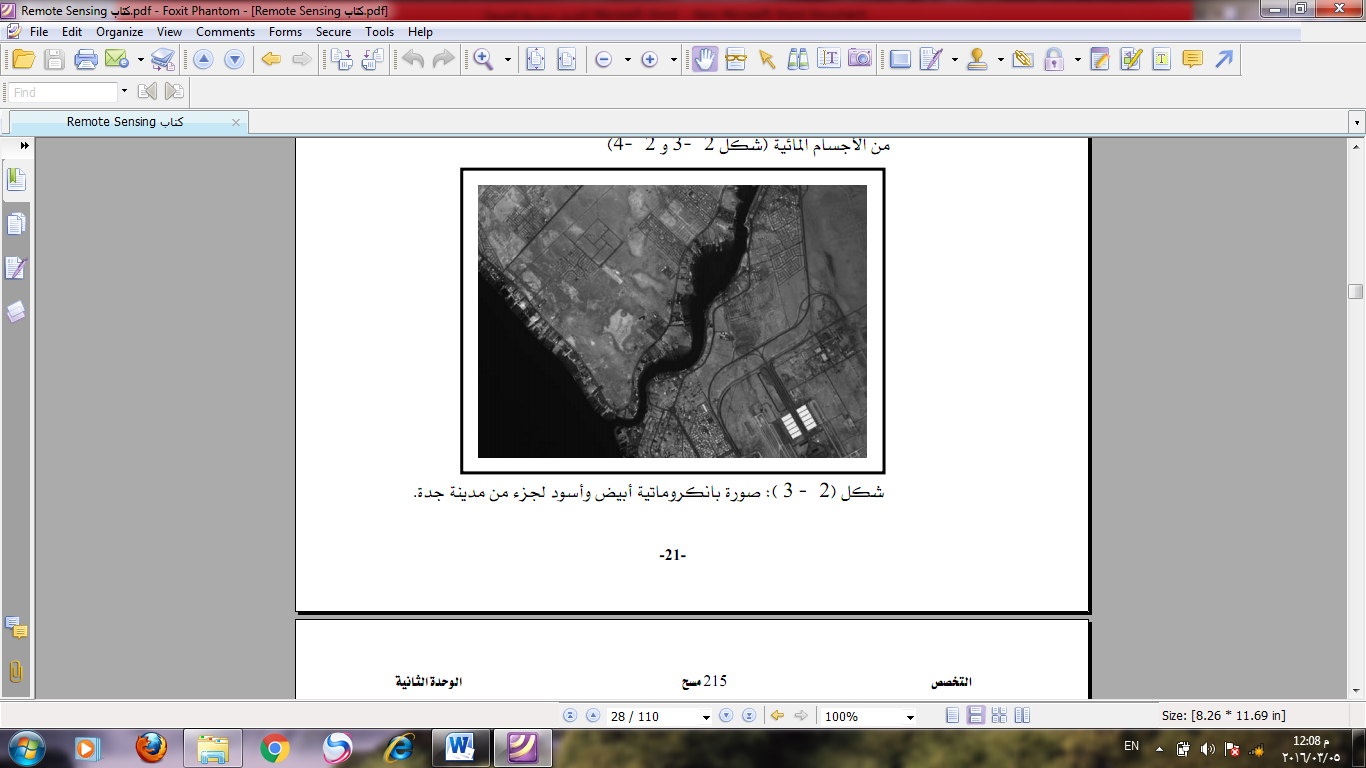 Remote Sensing كتاب.pdf - Foxit Phantom - [Remote Sensing كتاب.pdf]
File Edit Organize View Comments Forms Secure Tools Help
Find
Remote Sensing كتاب
من الأجسام المائية (شكل 2 -3 و 2 -4)
شكل (2 - 3 ): صورة بانكروماتية أبيض وأسود لجزء من مدينة جدة.
-21-
التخصص 215 مسح الوحدة الثانية
28 / 110 100% Size: [8.26 * 11.69 in]
EN 12:08 م
٢٠١٦/٠٣/٠٥